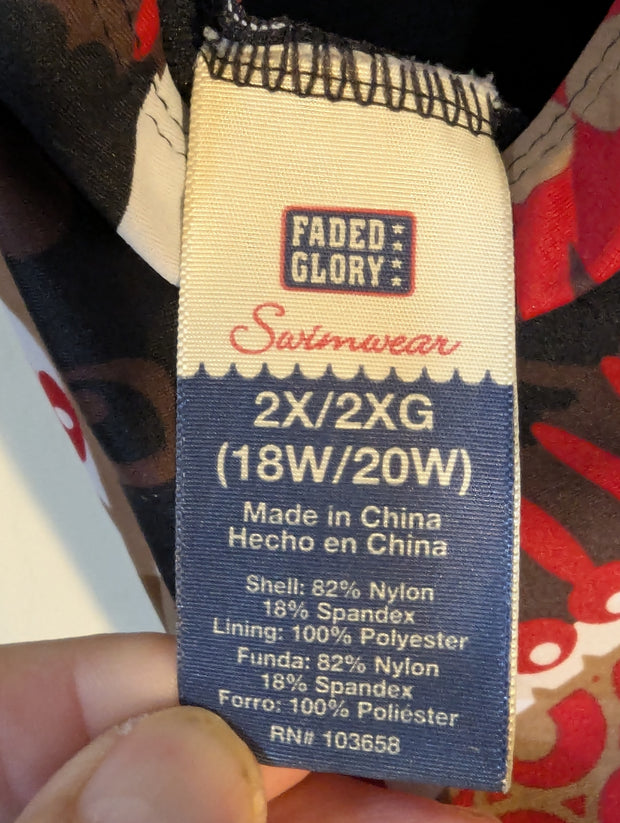 FADED
GLORY
Swimwear
2X/2XG
(18W/20W)
Made in China
Hecho en China
Shell: 82% Nylon
18% Spandex
Lining: 100% Polyester
Funda: 82% Nylon
18% Spandex
Forro: 100% Poliéster
RN# 103658